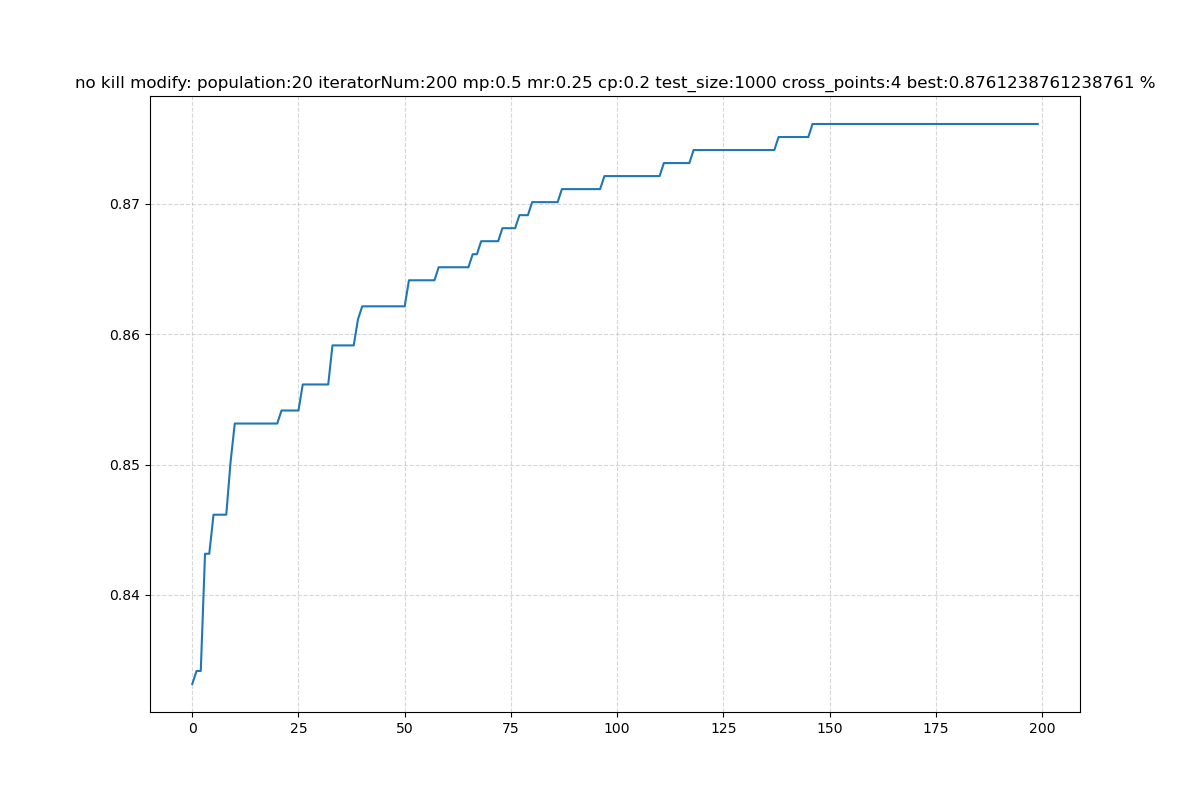 no kill modify: population:20 iteratorNum:200 mp:0.5 mr:0.25 cp:0.2 test_size:1000 cross_points:4 best:0.8761238761238761 %
0.87
0.86
0.85
0.84
0 25 50 75 100 125 150 175 200